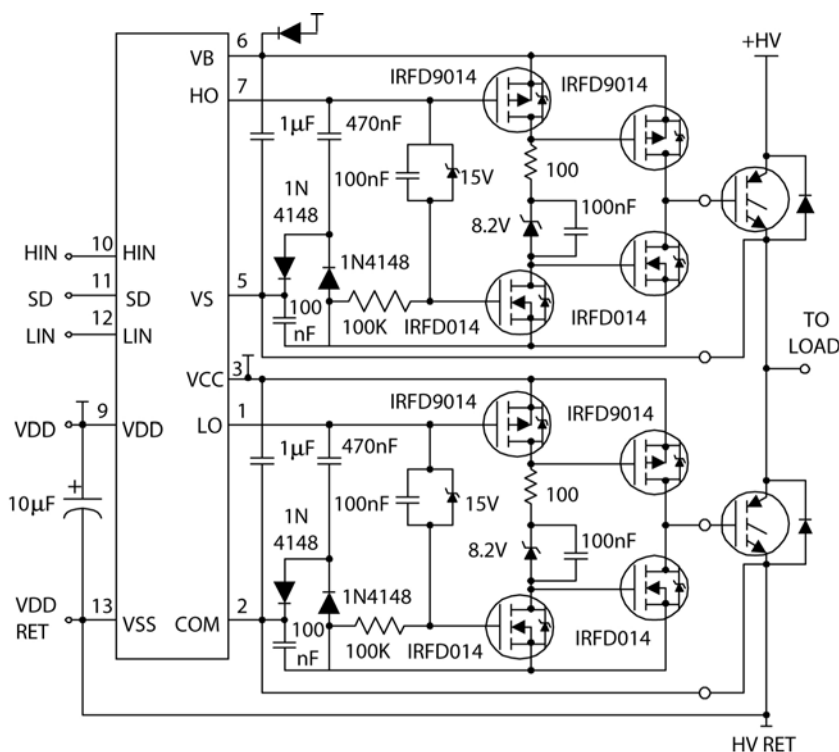 6
VB
+HV
IRFD9014
IRFD9014
7
HO
1µF
470nF
100
100nF
15V
1N
4148
100nF
8.2V
10
HIN
HIN
1N4148
11
SD
SD
5
VS
12
LIN
LIN
100
nF
100K
IRFD014
IRFD014
TO
LOAD
3
VCC
IRFD9014
IRFD9014
9
VDD
VDD
1
LO
1µF
470nF
100
+
10µF
100nF
15V
1N
4148
100nF
8.2V
1N4148
VDD
RET
13
VSS
2
COM
100
nF
100K
IRFD014
IRFD014
HV RET